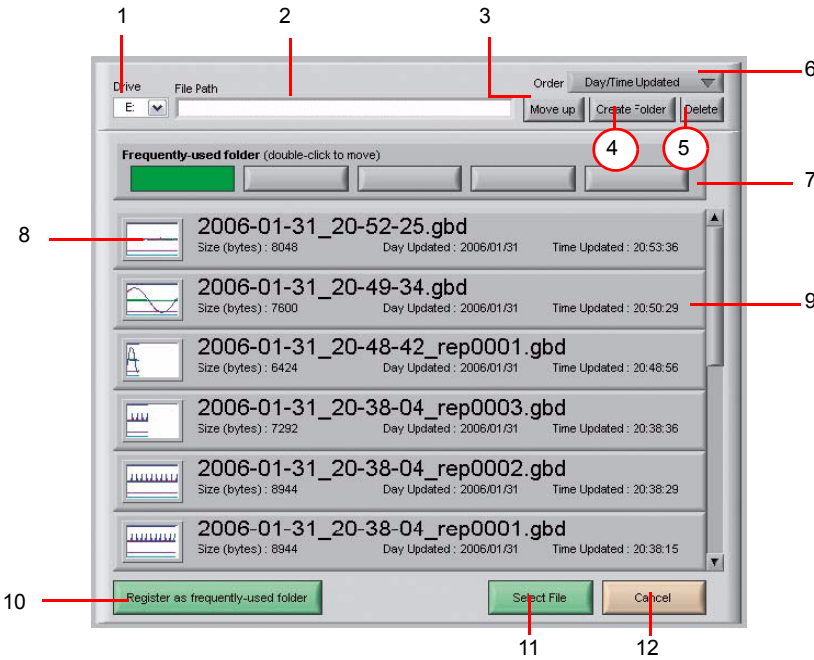 1 2 3
6
Drive File Path Order Day/Time Updated
E: Move up Create Folder Delete
4 5
Frequently-used folder (double-click to move)
7
8
2006-01-31_20-52-25.gbd
Size (bytes) : 8048 Day Updated : 2006/01/31 Time Updated : 20:53:36
2006-01-31_20-49-34.gbd
9
Size (bytes) : 7600 Day Updated : 2006/01/31 Time Updated : 20:50:29
2006-01-31_20-48-42_rep0001.gbd
Size (bytes) : 6424 Day Updated : 2006/01/31 Time Updated : 20:48:56
2006-01-31_20-38-04_rep0003.gbd
Size (bytes) : 7292 Day Updated : 2006/01/31 Time Updated : 20:38:36
2006-01-31_20-38-04_rep0002.gbd
Size (bytes) : 8944 Day Updated : 2006/01/31 Time Updated : 20:38:29
2006-01-31_20-38-04_rep0001.gbd
Size (bytes) : 8944 Day Updated : 2006/01/31 Time Updated : 20:38:15
10 Register as frequently-used folder Select File Cancel
11 12